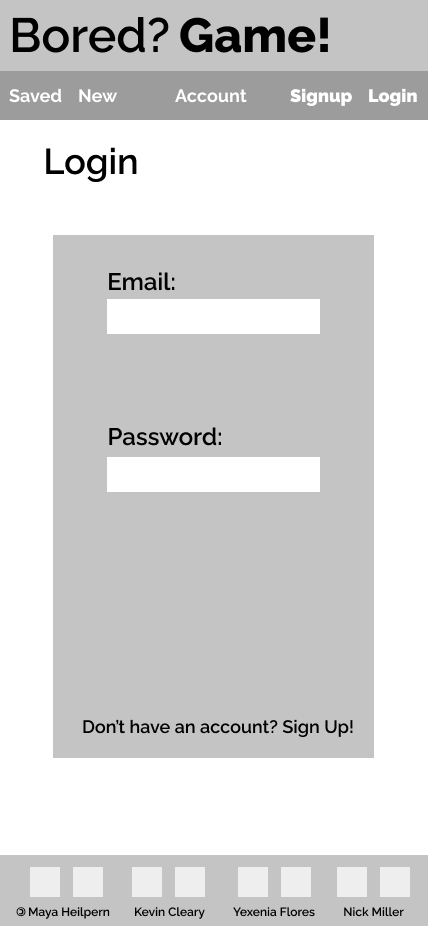 Bored? Game!
Saved New Account Signup Login
Login
Email:
Password:
Don't have an account? Sign Up!
Maya Heilpern Kevin Cleary Yexenia Flores Nick Miller